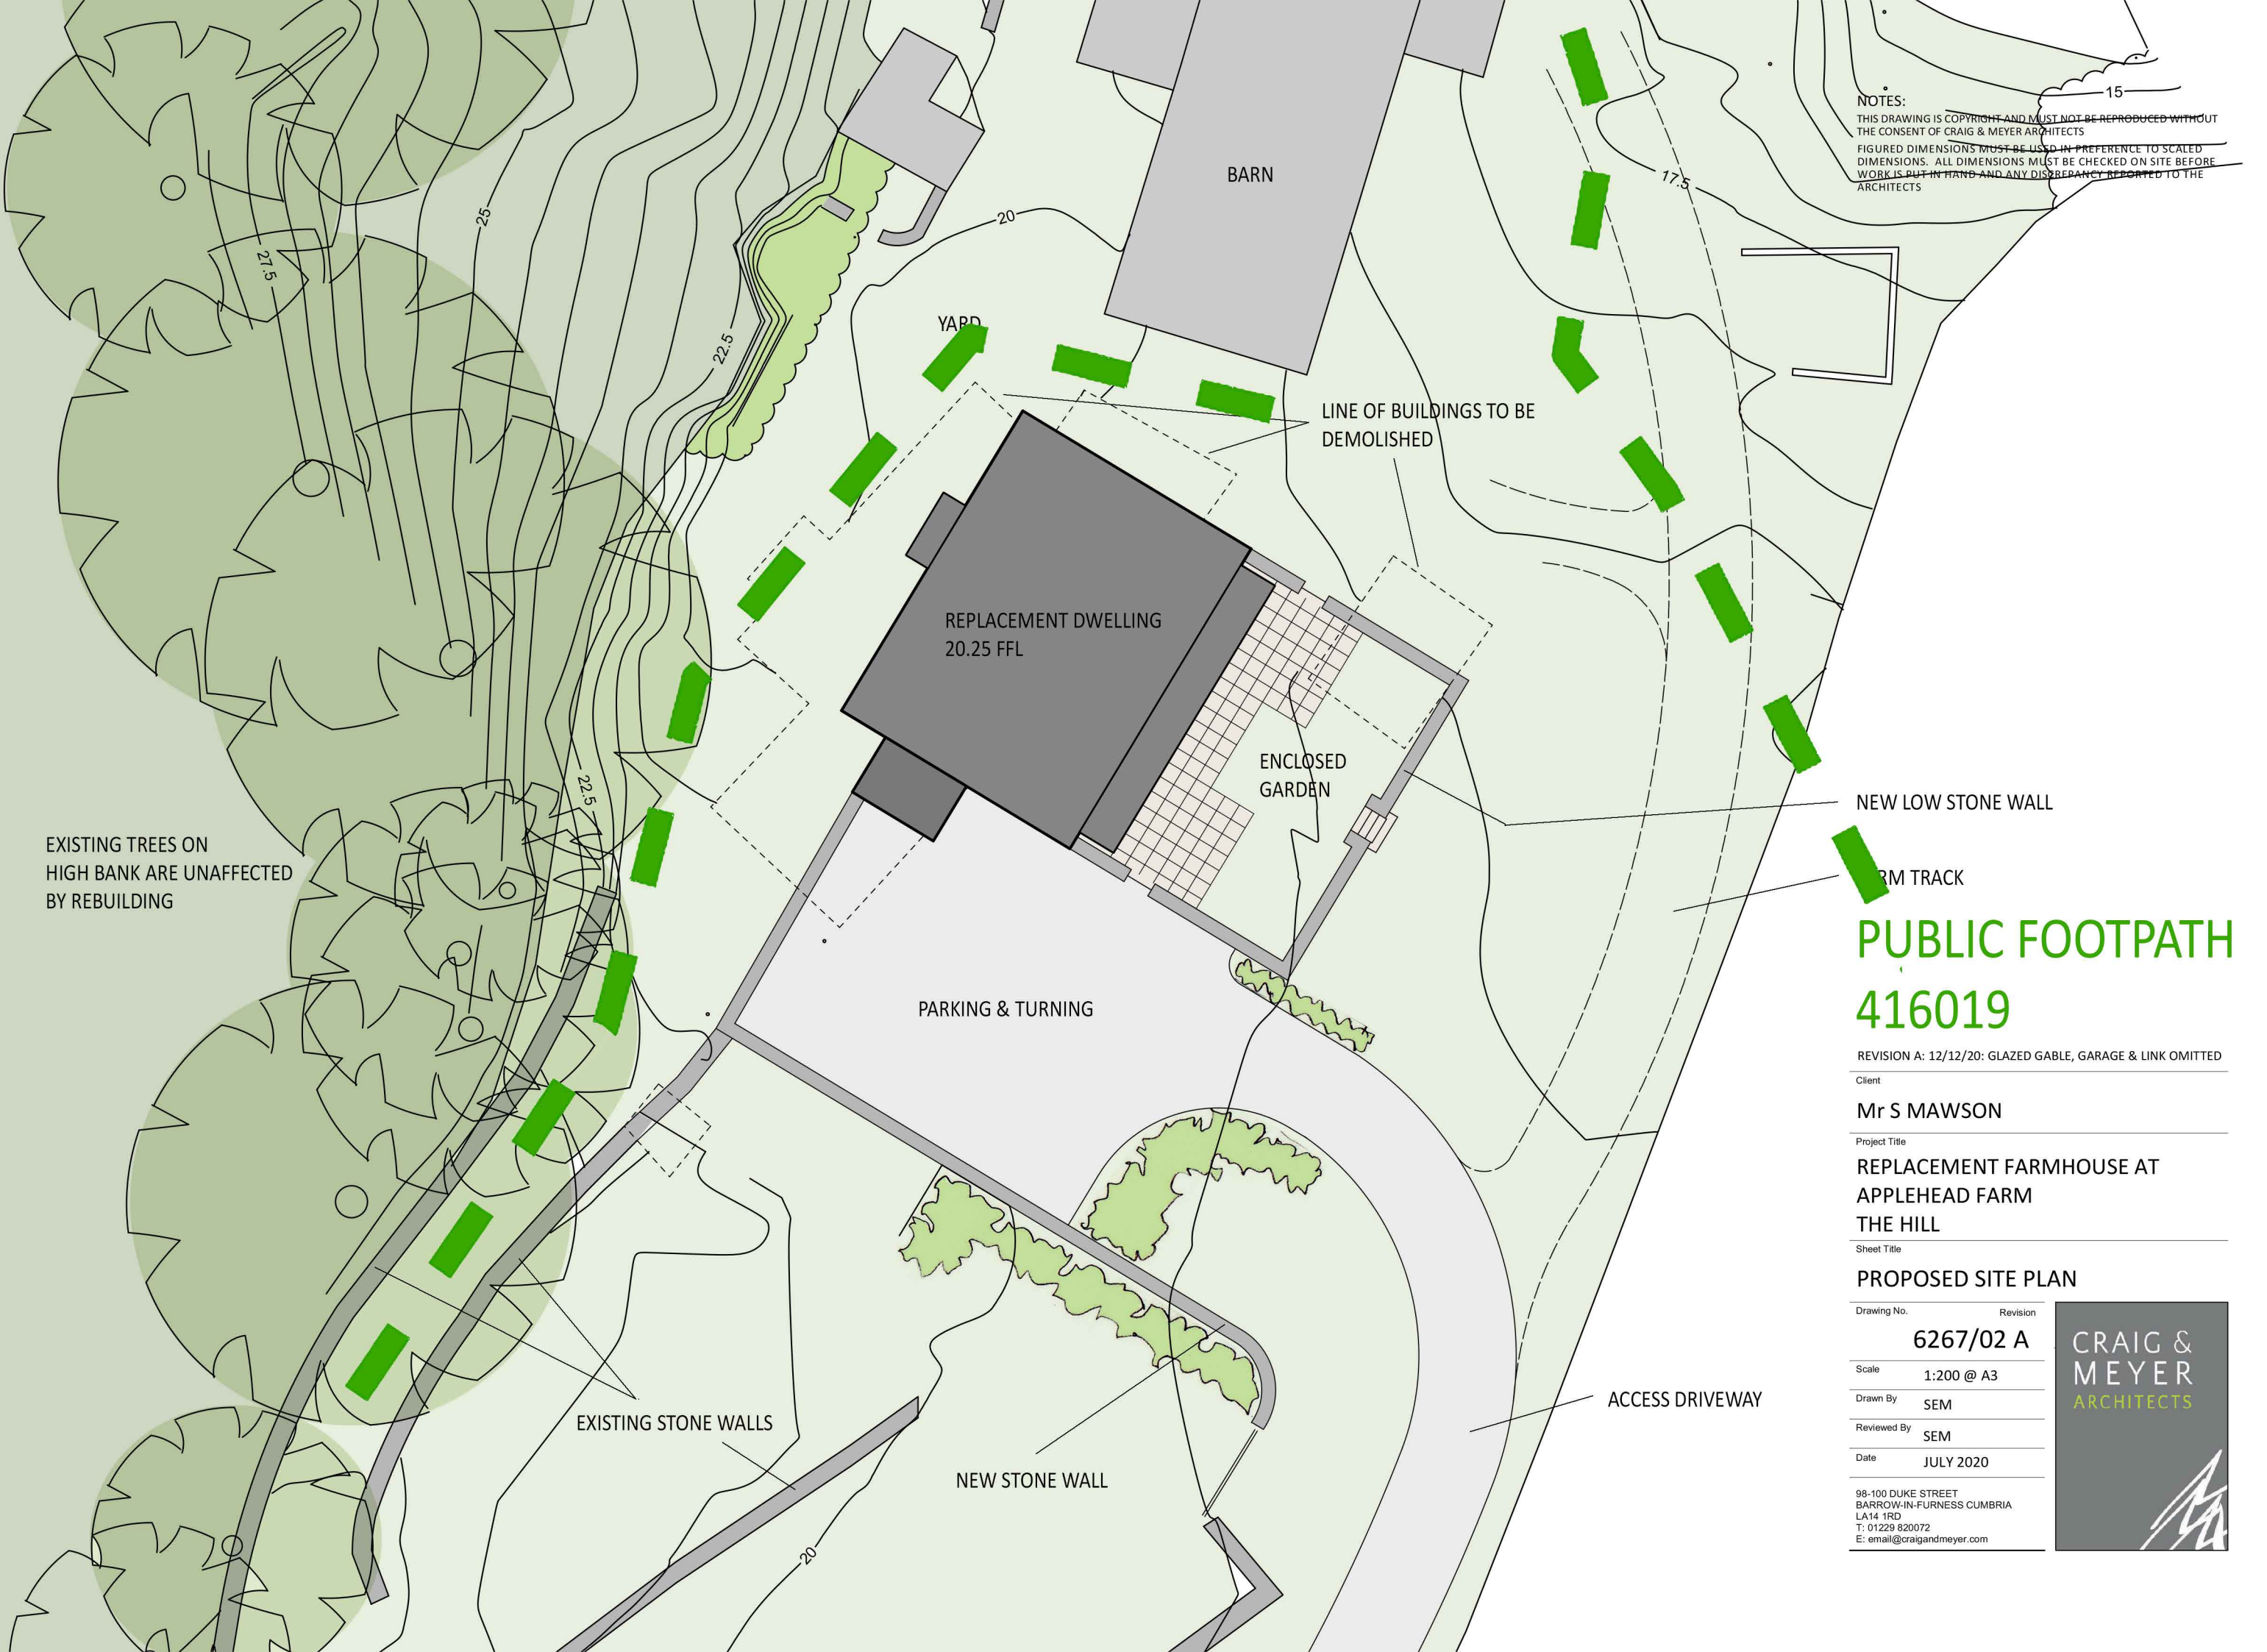 NOTES:
THIS DRAWING IS COPYRIGHT AND MUST NOT BE REPRODUCED WITHOUT
THE CONSENT OF CRAIG & MEYER ARCHITECTS
FIGURED DIMENSIONS MUST BE USED IN PREFERENCE TO SCALED
DIMENSIONS. ALL DIMENSIONS MUST BE CHECKED ON SITE BEFORE
WORK IS PUT IN HAND AND ANY DISCREPANCY REPORTED TO THE
ARCHITECTS
15
17.5
BARN
20
25
27.5
22.5
YARD
LINE OF BUILDINGS TO BE
DEMOLISHED
REPLACEMENT DWELLING
20.25 FFL
ENCLOSED
GARDEN
22.5
NEW LOW STONE WALL
EXISTING TREES ON
HIGH BANK ARE UNAFFECTED
BY REBUILDING
RM TRACK
PARKING & TURNING
EXISTING STONE WALLS
NEW STONE WALL
ACCESS DRIVEWAY
20
PUBLIC FOOTPATH
416019
REVISION A: 12/12/20: GLAZED GABLE, GARAGE & LINK OMITTED
Client
Mr S MAWSON
Project Title
REPLACEMENT FARMHOUSE AT
APPLEHEAD FARM
THE HILL
Sheet Title
PROPOSED SITE PLAN
Drawing No. Revision
6267/02 A
Scale 1:200 @ A3
Drawn By SEM
Reviewed By SEM
Date JULY 2020
98-100 DUKE STREET
BARROW-IN-FURNESS CUMBRIA
LA14 1RD
T: 01229 820072
E: email@craigandmeyer.com
CRAIG &
MEYER
ARCHITECTS